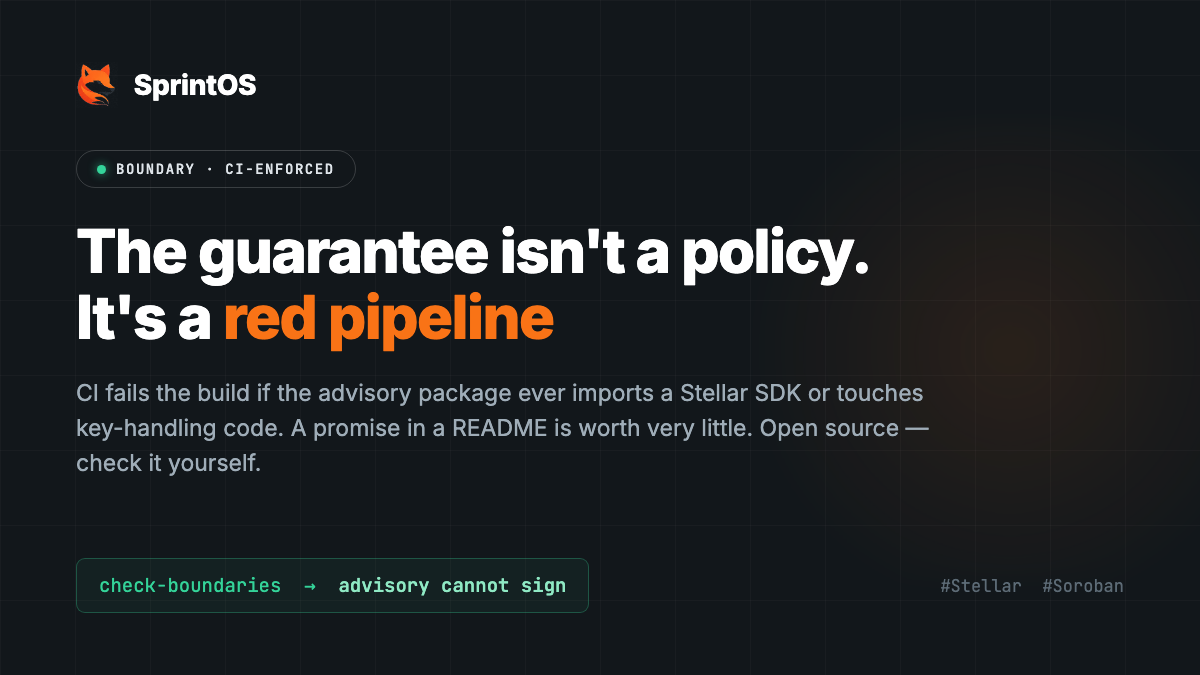 SprintOS
BOUNDARY · CI-ENFORCED
The guarantee isn't a policy.
It's a red pipeline
CI fails the build if the advisory package ever imports a Stellar SDK or touches
key-handling code. A promise in a README is worth very little. Open source —
check it yourself.
check-boundaries → advisory cannot sign
#Stellar #Soroban